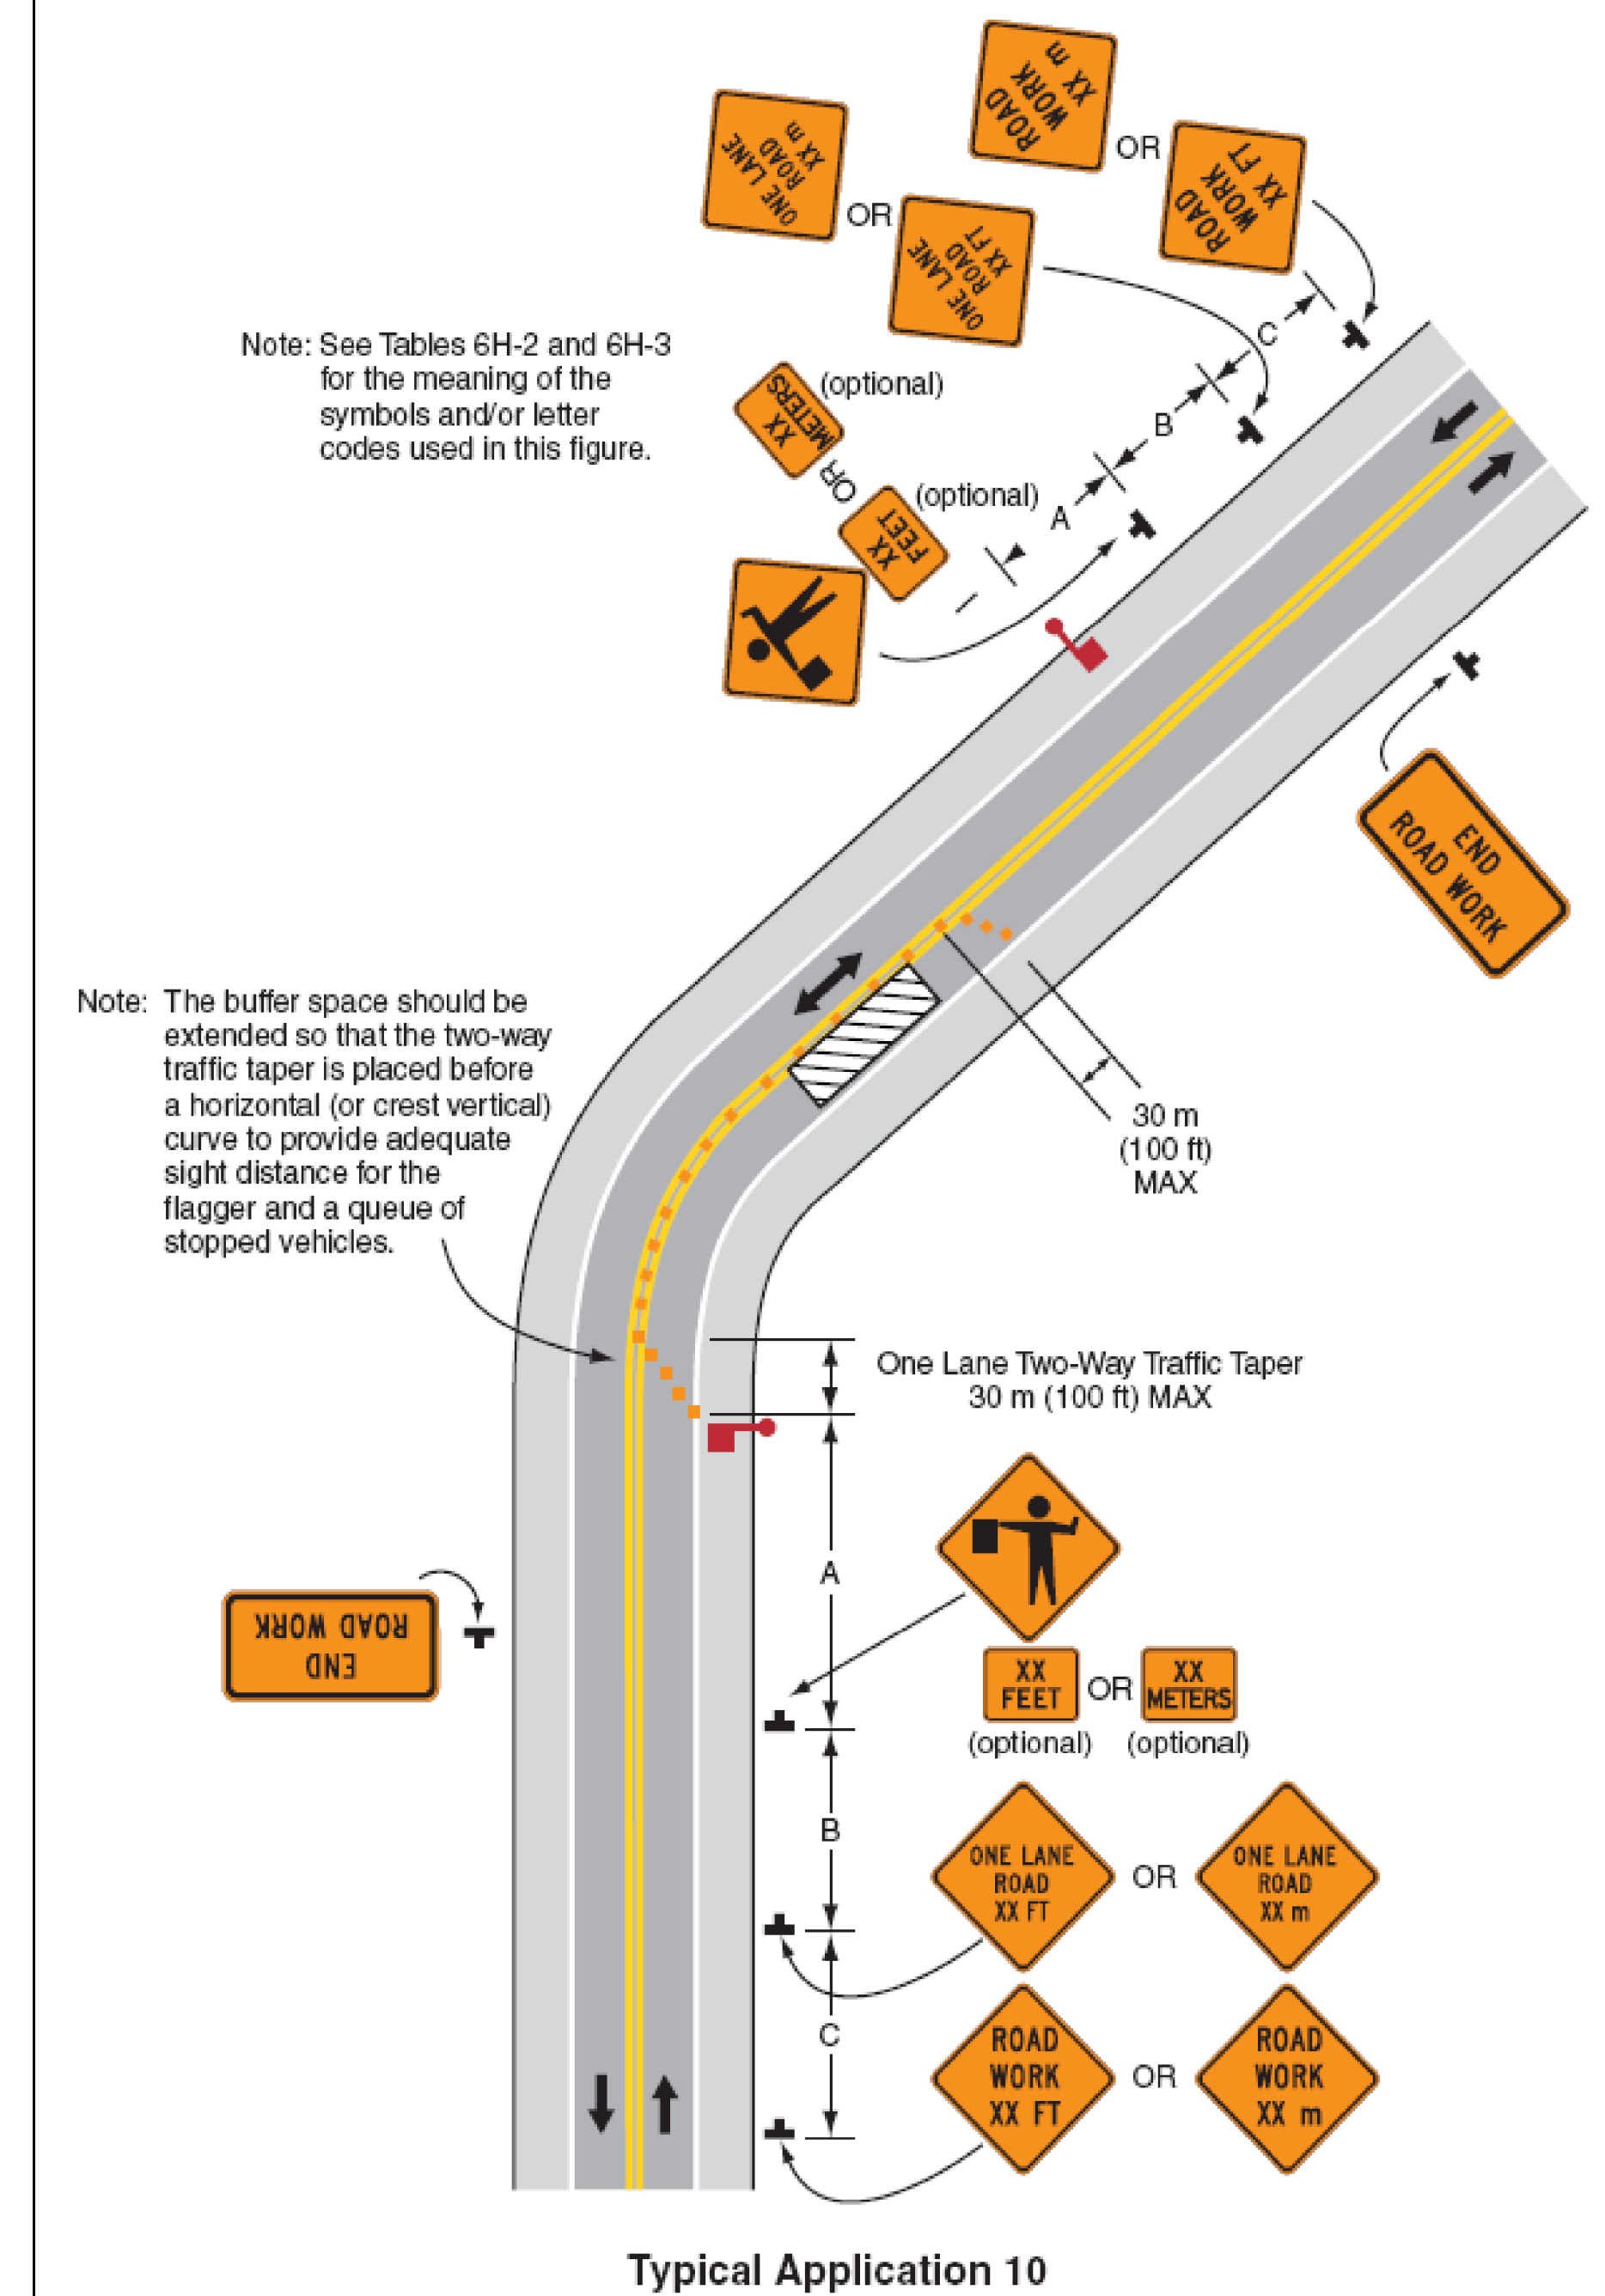 ROAD
WORK
XX m
OR
ROAD
WORK
XX FT
ONE LANE
ROAD
XX m
OR
ONE LANE
ROAD
XX FT
Note: See Tables 6H-2 and 6H-3
for the meaning of the
symbols and/or letter
codes used in this figure.
XX
METERS
(optional)
OR
XX
FEET
(optional)
C
B
A
END
ROAD WORK
Note: The buffer space should be
extended so that the two-way
traffic taper is placed before
a horizontal (or crest vertical)
curve to provide adequate
sight distance for the
flagger and a queue of
stopped vehicles.
30 m
(100 ft)
MAX
One Lane Two-Way Traffic Taper
30 m (100 ft) MAX
A
END
ROAD WORK
XX
FEET
OR
XX
METERS
(optional)
(optional)
B
ONE LANE
ROAD
XX FT
OR
ONE LANE
ROAD
XX m
C
ROAD
WORK
XX FT
OR
ROAD
WORK
XX m
Typical Application 10